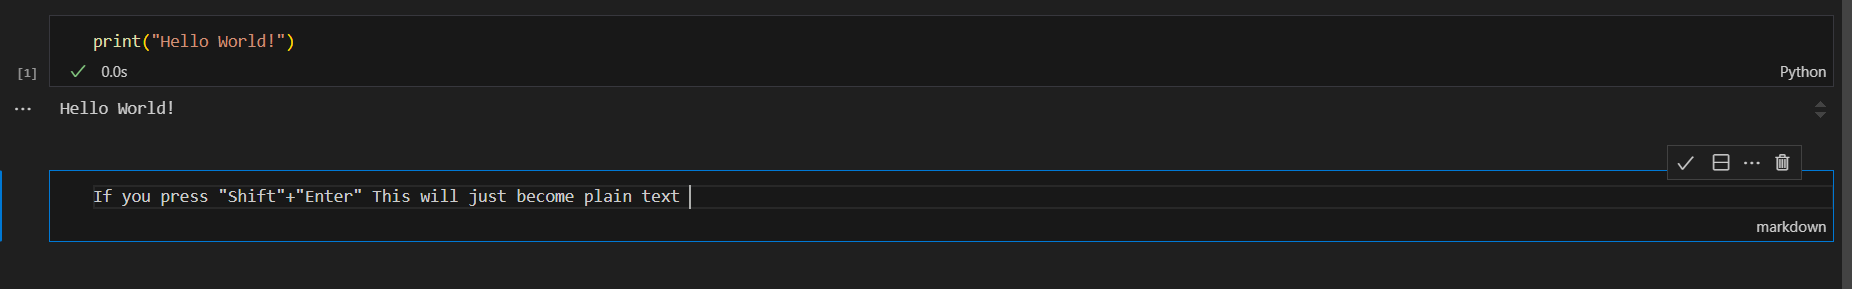 print("Hello World!")
[1]
0.0s
Python
Hello World!
If you press "Shift"+"Enter" This will just become plain text
markdown